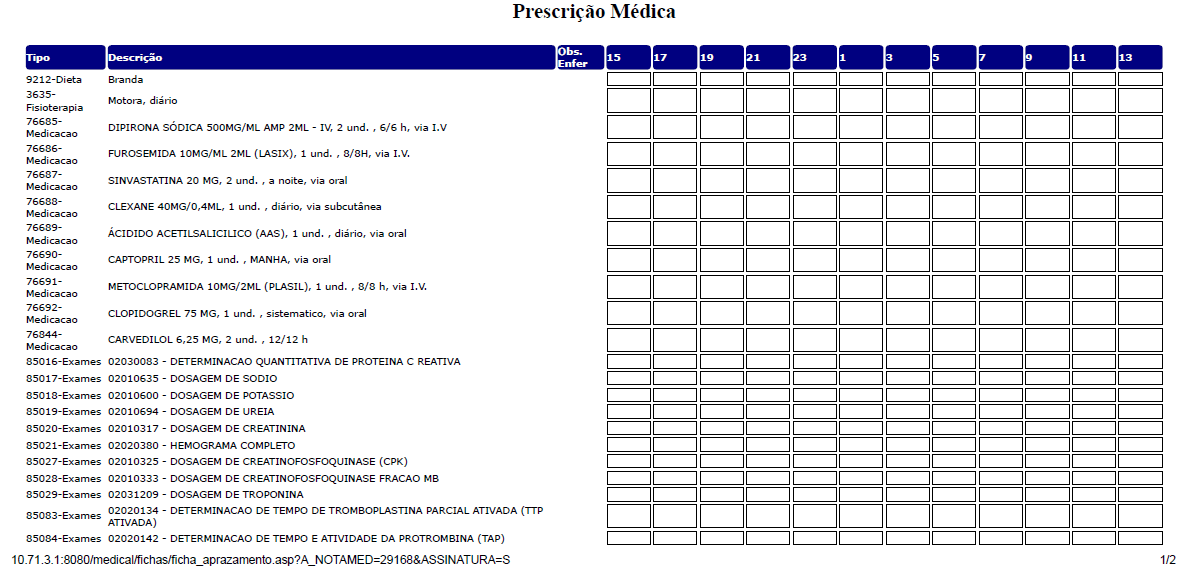 Prescrição Médica
Tipo Descrição Obs. Enfer 15 17 19 21 23 1 3 5 7 9 11 13
9212-Dieta Branda
3635-Fisioterapia Motora, diário
76685-Medicacao DIPIRONA SÓDICA 500MG/ML AMP 2ML - IV, 2 und. , 6/6 h, via I.V
76686-Medicacao FUROSEMIDA 10MG/ML 2ML (LASIX), 1 und. , 8/8H, via I.V.
76687-Medicacao SINVASTATINA 20 MG, 2 und. , a noite, via oral
76688-Medicacao CLEXANE 40MG/0,4ML, 1 und. , diário, via subcutânea
76689-Medicacao ÁCIDIDO ACETILSALICILICO (AAS), 1 und. , diário, via oral
76690-Medicacao CAPTOPRIL 25 MG, 1 und. , MANHA, via oral
76691-Medicacao METOCLOPRAMIDA 10MG/2ML (PLASIL), 1 und. , 8/8 h, via I.V.
76692-Medicacao CLOPIDOGREL 75 MG, 1 und. , sistematico, via oral
76844-Medicacao CARVEDILOL 6,25 MG, 2 und. , 12/12 h
85016-Exames 02030083 - DETERMINACAO QUANTITATIVA DE PROTEINA C REATIVA
85017-Exames 02010635 - DOSAGEM DE SODIO
85018-Exames 02010600 - DOSAGEM DE POTASSIO
85019-Exames 02010694 - DOSAGEM DE UREIA
85020-Exames 02010317 - DOSAGEM DE CREATININA
85021-Exames 02020380 - HEMOGRAMA COMPLETO
85027-Exames 02010325 - DOSAGEM DE CREATINOFOSFOQUINASE (CPK)
85028-Exames 02010333 - DOSAGEM DE CREATINOFOSFOQUINASE FRACAO MB
85029-Exames 02031209 - DOSAGEM DE TROPONINA
85083-Exames 02020134 - DETERMINACAO DE TEMPO DE TROMBOPLASTINA PARCIAL ATIVADA (TTP
ATIVADA)
85084-Exames 02020142 - DETERMINACAO DE TEMPO E ATIVIDADE DA PROTROMBINA (TAP)
10.71.3.1:8080/medical/fichas/ficha_aprazamento.asp?A_NOTAMED=29168&ASSINATURA=S 1/2